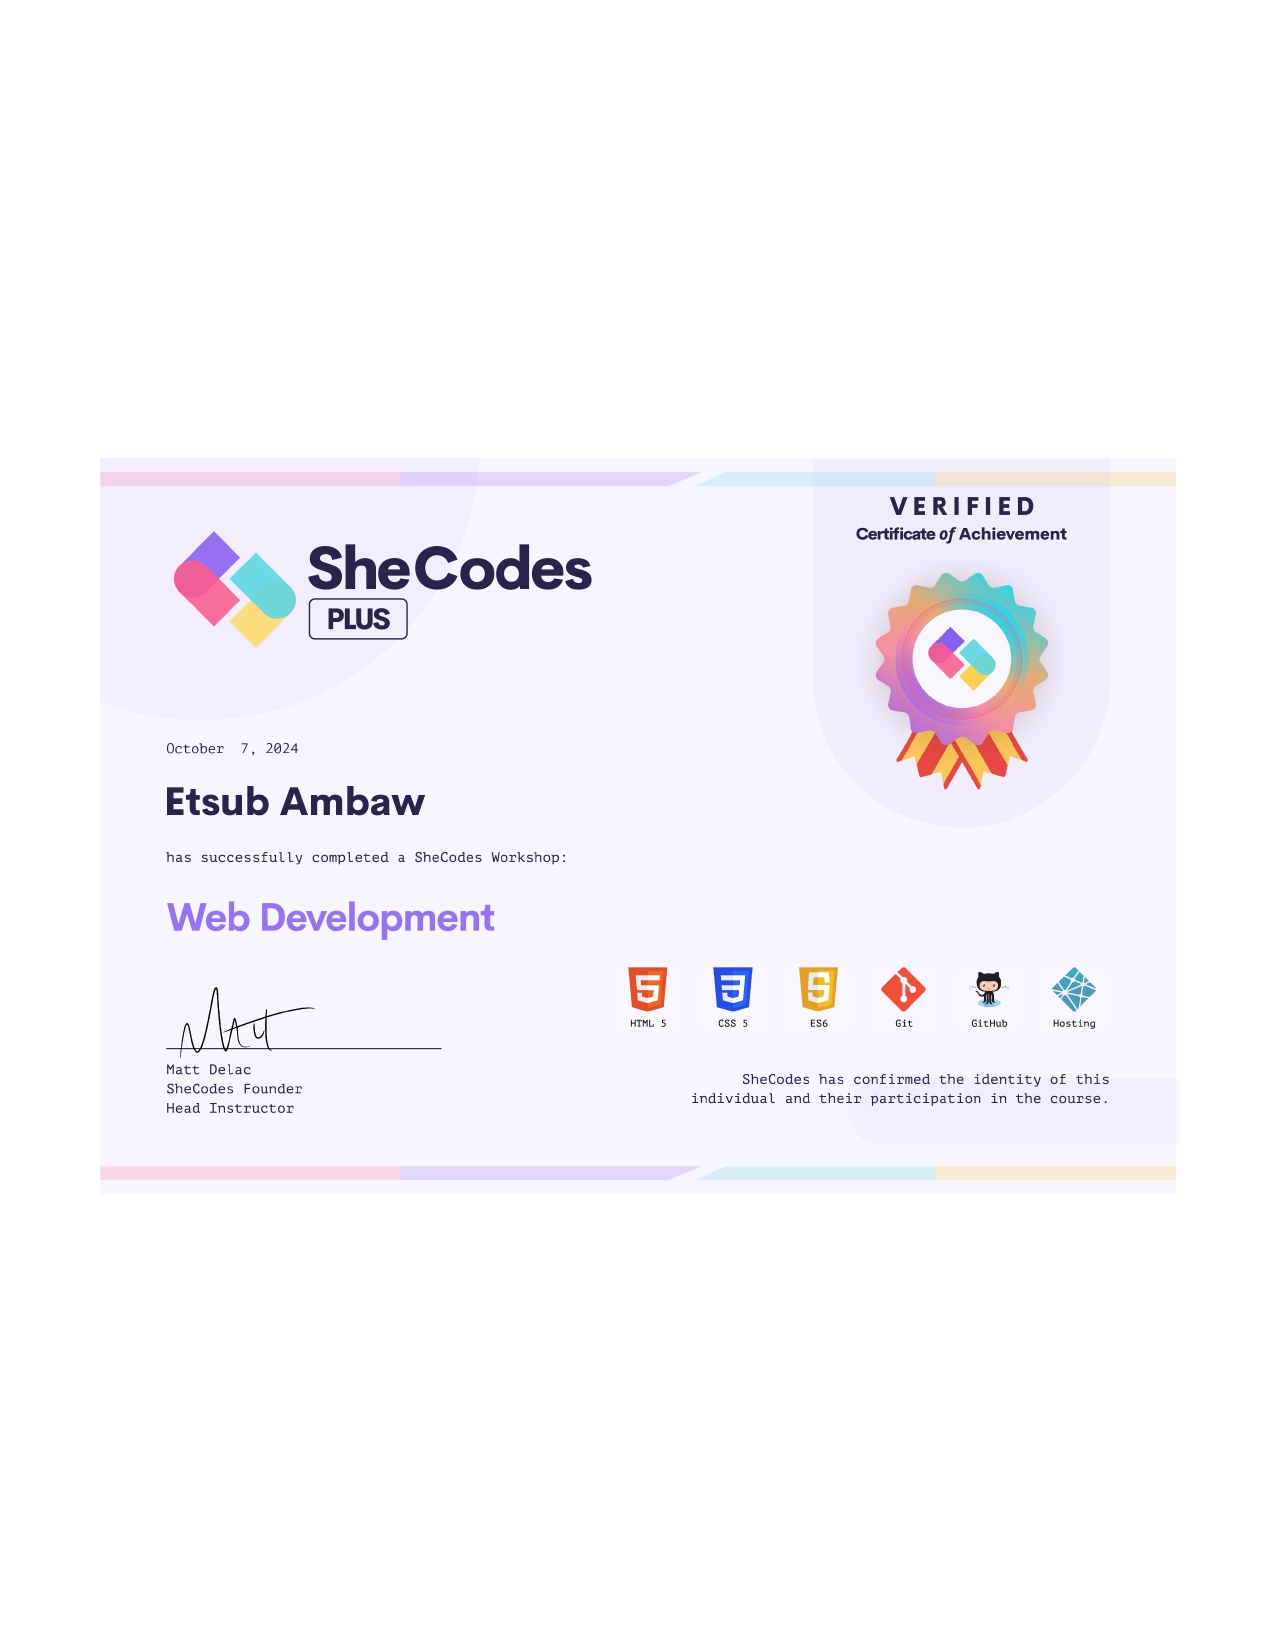 VERIFIED
Certificate of Achievement
SheCodes
PLUS
October  7, 2024
Etsub Ambaw
has successfully completed a SheCodes Workshop:
Web Development
HTML 5
CSS 5
ES6
Git
GitHub
Hosting
Matt Delac
SheCodes Founder
Head Instructor
SheCodes has confirmed the identity of this
individual and their participation in the course.